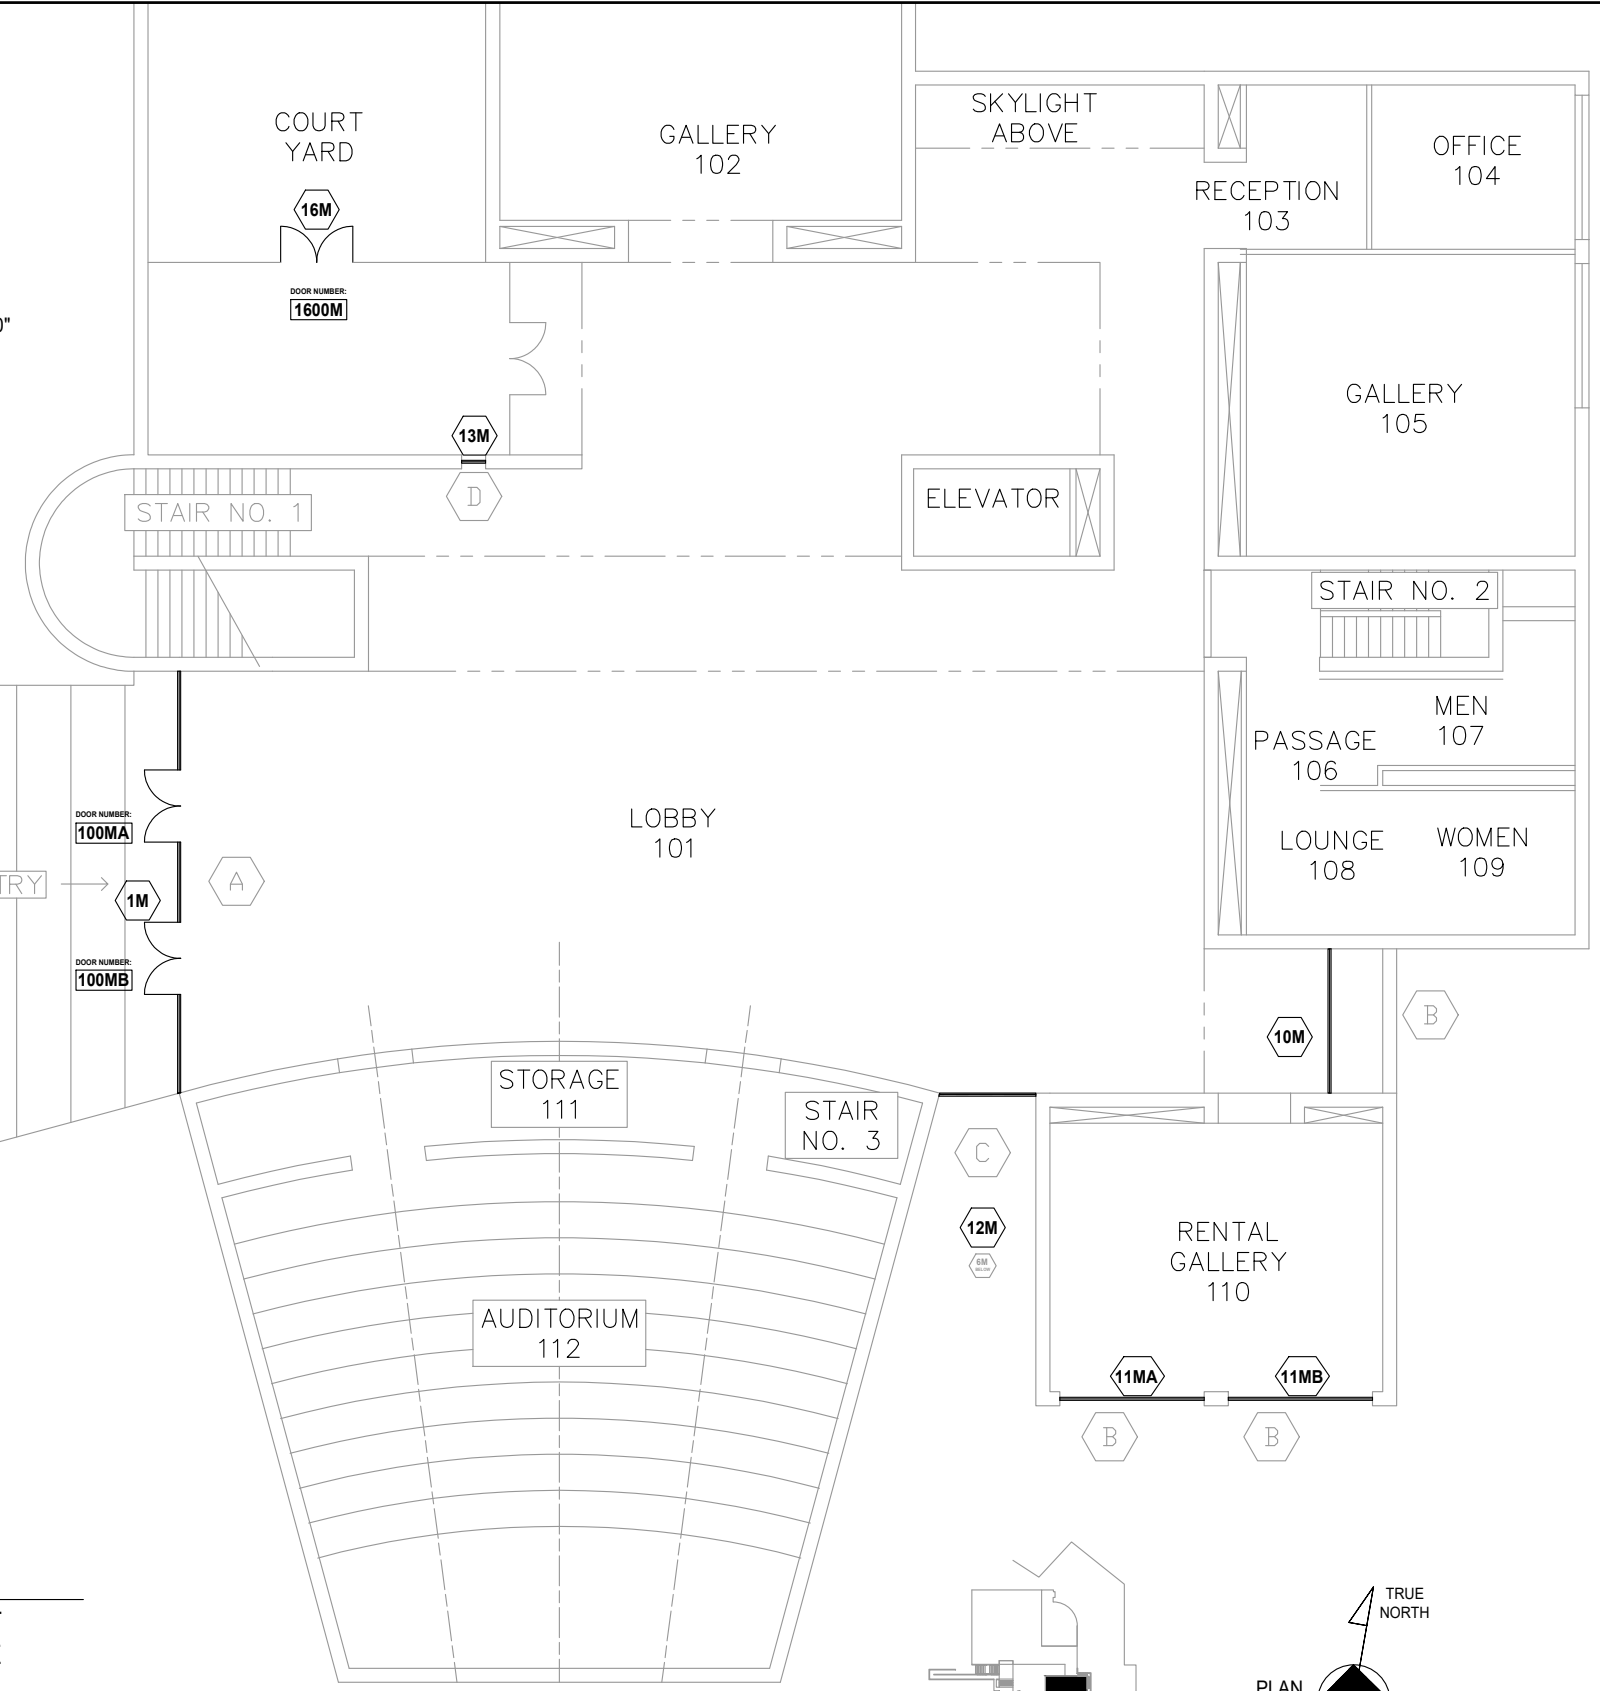 COURT
YARD
16M
DOOR NUMBER:
1600M
GALLERY
102
SKYLIGHT
ABOVE
RECEPTION
103
OFFICE
104
0"
GALLERY
105
13M
D
STAIR NO. 1
ELEVATOR
STAIR NO. 2
MEN
107
PASSAGE
106
LOUNGE
108
WOMEN
109
LOBBY
101
DOOR NUMBER:
100MA
TRY
1M
A
DOOR NUMBER:
100MB
10M
B
STORAGE
111
STAIR
NO. 3
C
12M
6M
BELOW
RENTAL
GALLERY
110
AUDITORIUM
112
11MA
11MB
B
B
TRUE
NORTH
PLAN